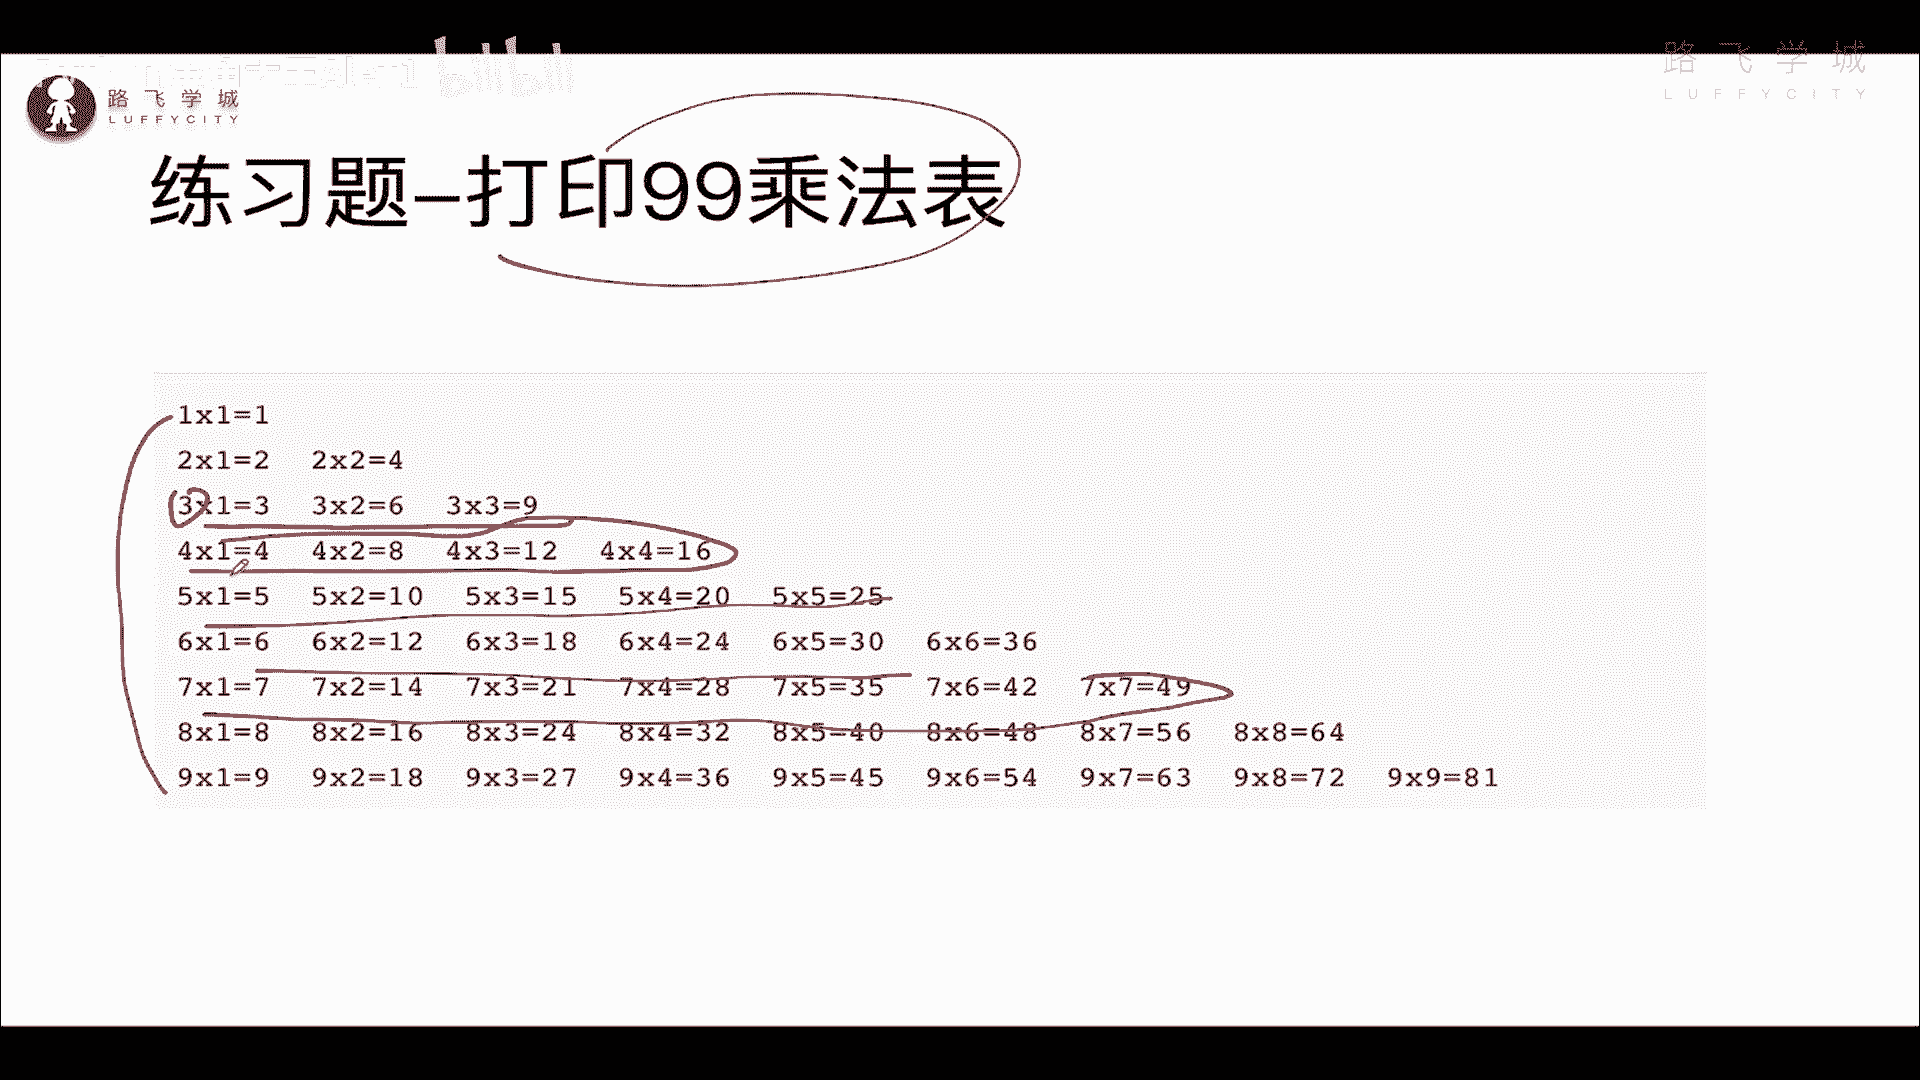 路飞学城
LUFFYCITY
路飞学城
LUFFYCITY
bilibili
练习题-打印99乘法表
1x1=1
2x1=2 2x2=4
3x1=3 3x2=6 3x3=9
4x1=4 4x2=8 4x3=12 4x4=16
5x1=5 5x2=10 5x3=15 5x4=20 5x5=25
6x1=6 6x2=12 6x3=18 6x4=24 6x5=30 6x6=36
7x1=7 7x2=14 7x3=21 7x4=28 7x5=35 7x6=42 7x7=49
8x1=8 8x2=16 8x3=24 8x4=32 8x5=40 8x6=48 8x7=56 8x8=64
9x1=9 9x2=18 9x3=27 9x4=36 9x5=45 9x6=54 9x7=63 9x8=72 9x9=81